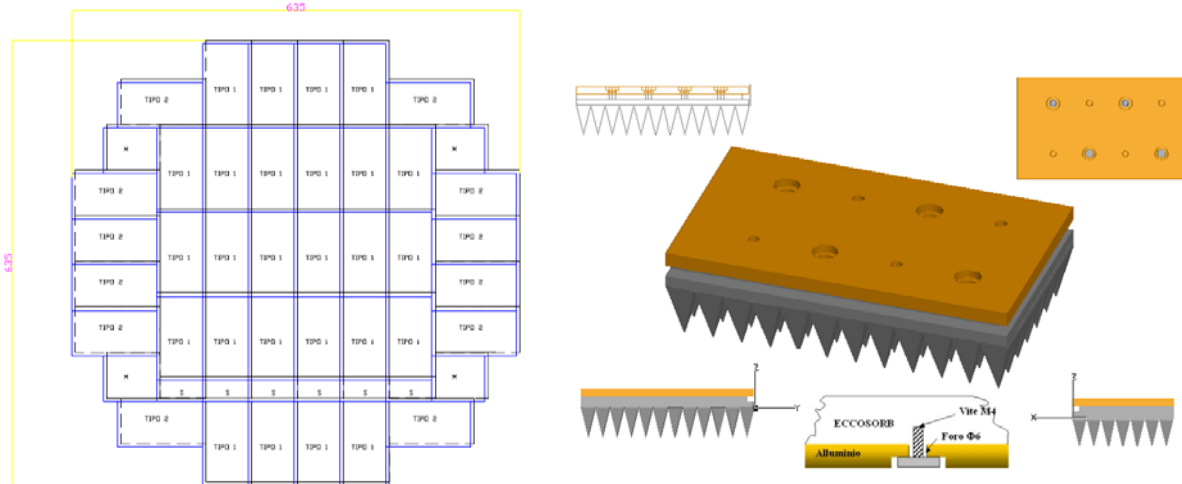 635
TIPO 1 TIPO 1 TIPO 1 TIPO 1
TIPO 2 TIPO 2
M M
TIPO 1 TIPO 1 TIPO 1 TIPO 1 TIPO 1 TIPO 1
TIPO 2 TIPO 2
TIPO 2 TIPO 2
TIPO 1 TIPO 1 TIPO 1 TIPO 1 TIPO 1 TIPO 1
635
TIPO 2 TIPO 2
TIPO 2 TIPO 2
TIPO 1 TIPO 1 TIPO 1 TIPO 1 TIPO 1 TIPO 1
M M
S S S S S S
TIPO 2 TIPO 2
TIPO 1 TIPO 1 TIPO 1 TIPO 1
Z
Y
Vite M4
ECCOSORB
Foro Φ6
Alluminio
Z
X